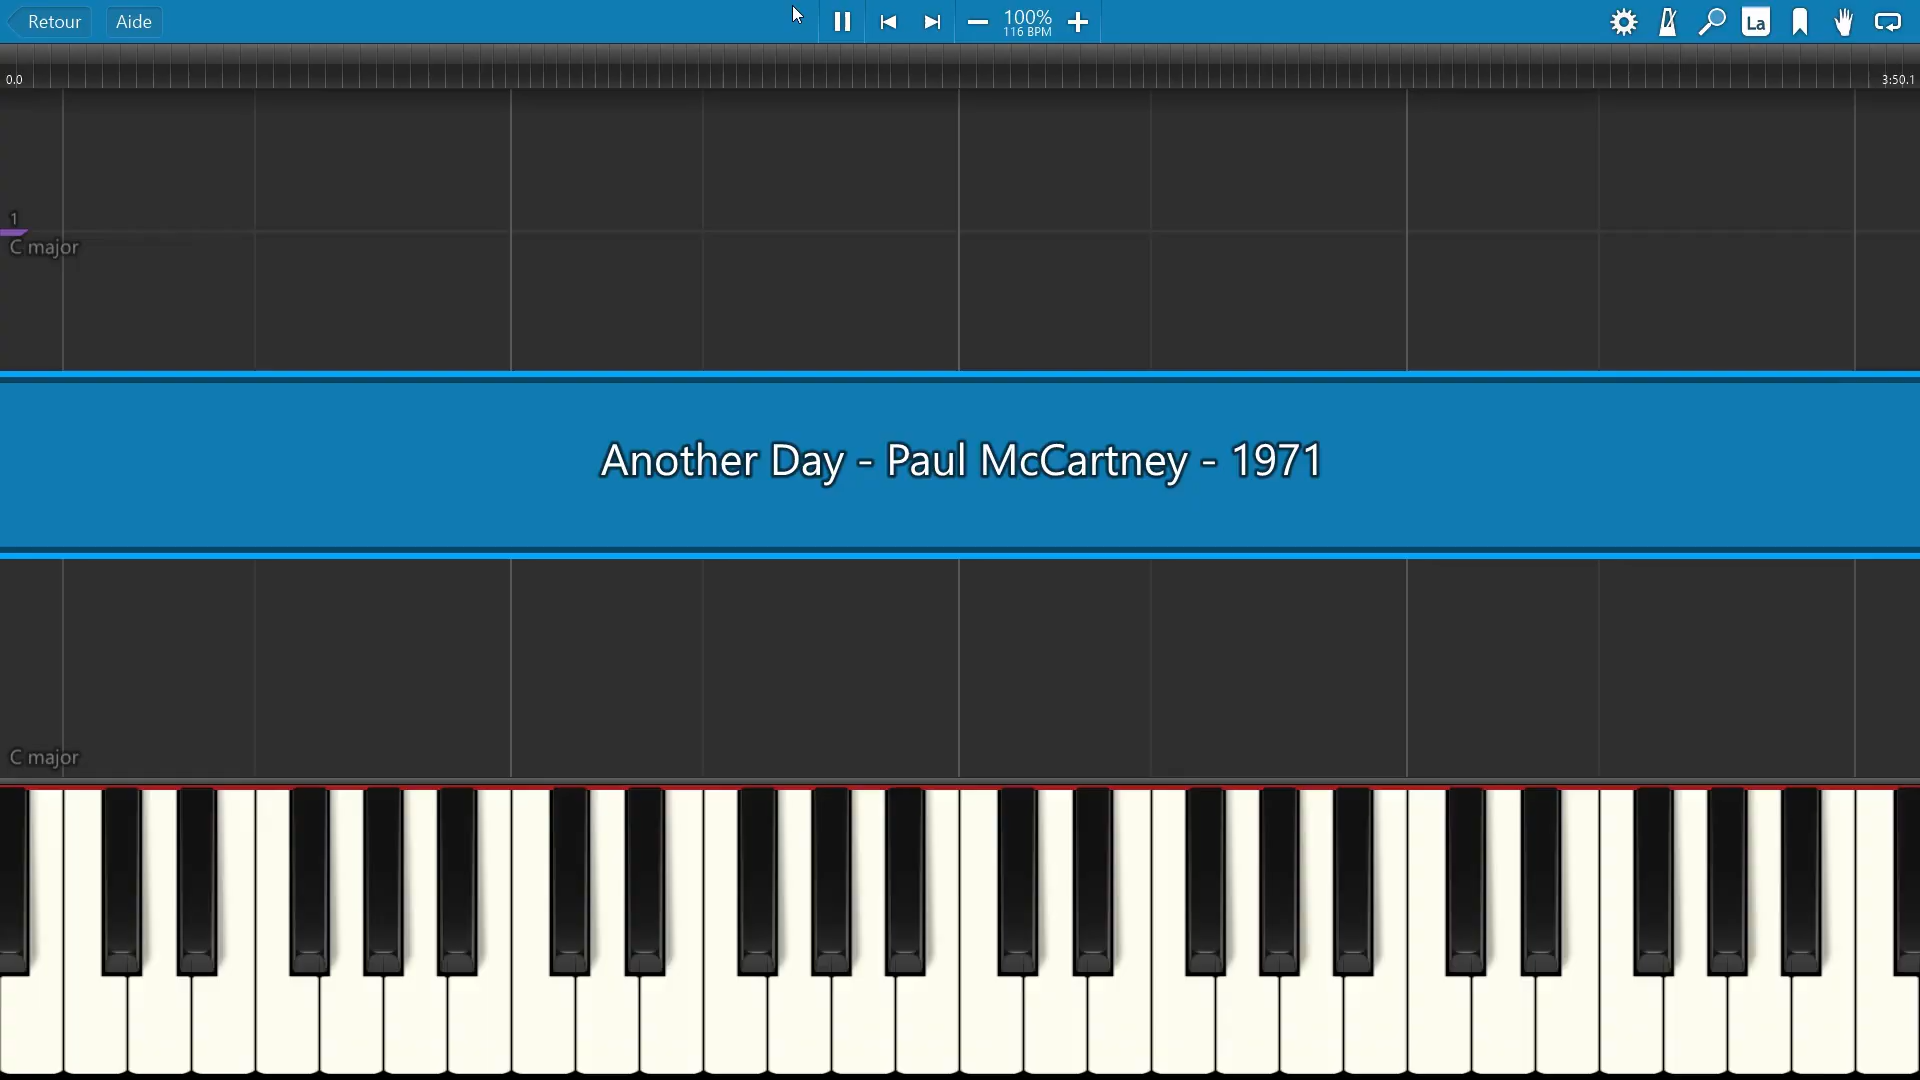 Retour
Aide
100%
116 BPM
La
0.0
3:50.1
1
C major
Another Day - Paul McCartney - 1971
C major